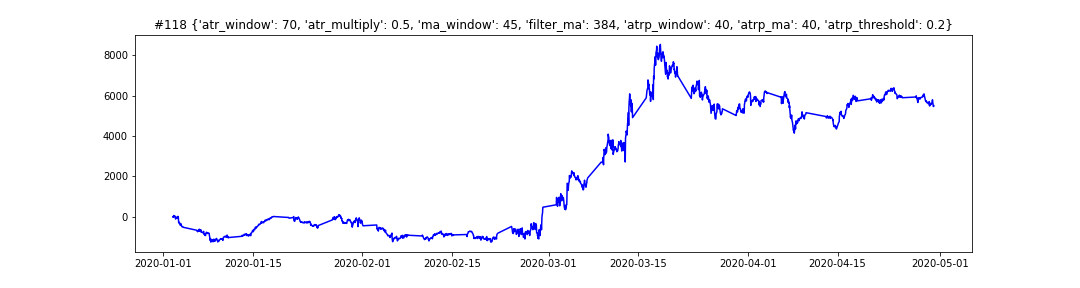 #118 {'atr_window': 70, 'atr_multiply': 0.5, 'ma_window': 45, 'filter_ma': 384, 'atrp_window': 40, 'atrp_ma': 40, 'atrp_threshold': 0.2}
8000
6000
4000
2000
0
2020-01-01 2020-01-15 2020-02-01 2020-02-15 2020-03-01 2020-03-15 2020-04-01 2020-04-15 2020-05-01